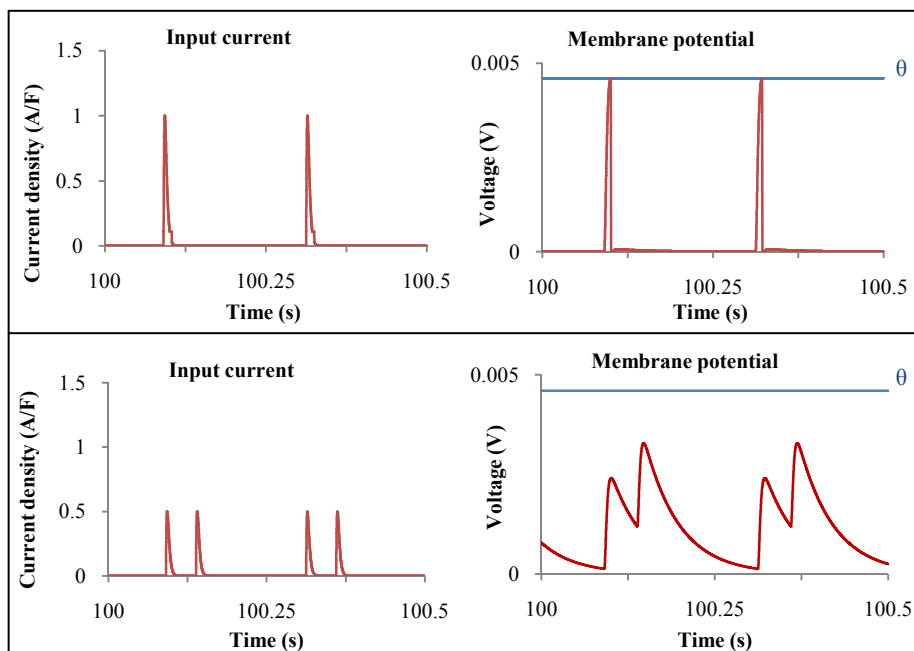 Input current
Current density (A/F)
1.5
1
0.5
0
100
100.25
100.5
Time (s)
Membrane potential
Voltage (V)
0.005
0
θ
100
100.25
100.5
Time (s)
Input current
Current density (A/F)
1.5
1
0.5
0
100
100.25
100.5
Time (s)
Membrane potential
Voltage (V)
0.005
0
θ
100
100.25
100.5
Time (s)